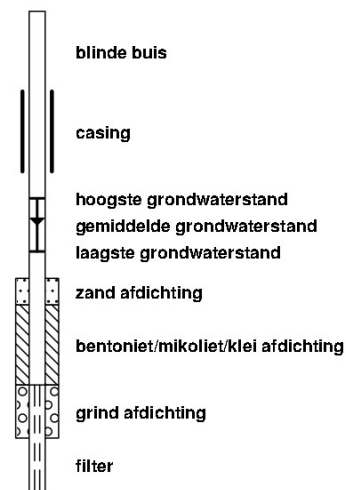 blinde buis
casing
hoogste grondwaterstand
gemiddelde grondwaterstand
laagste grondwaterstand
zand afdichting
bentoniet/mikoliet/klei afdichting
grind afdichting
filter